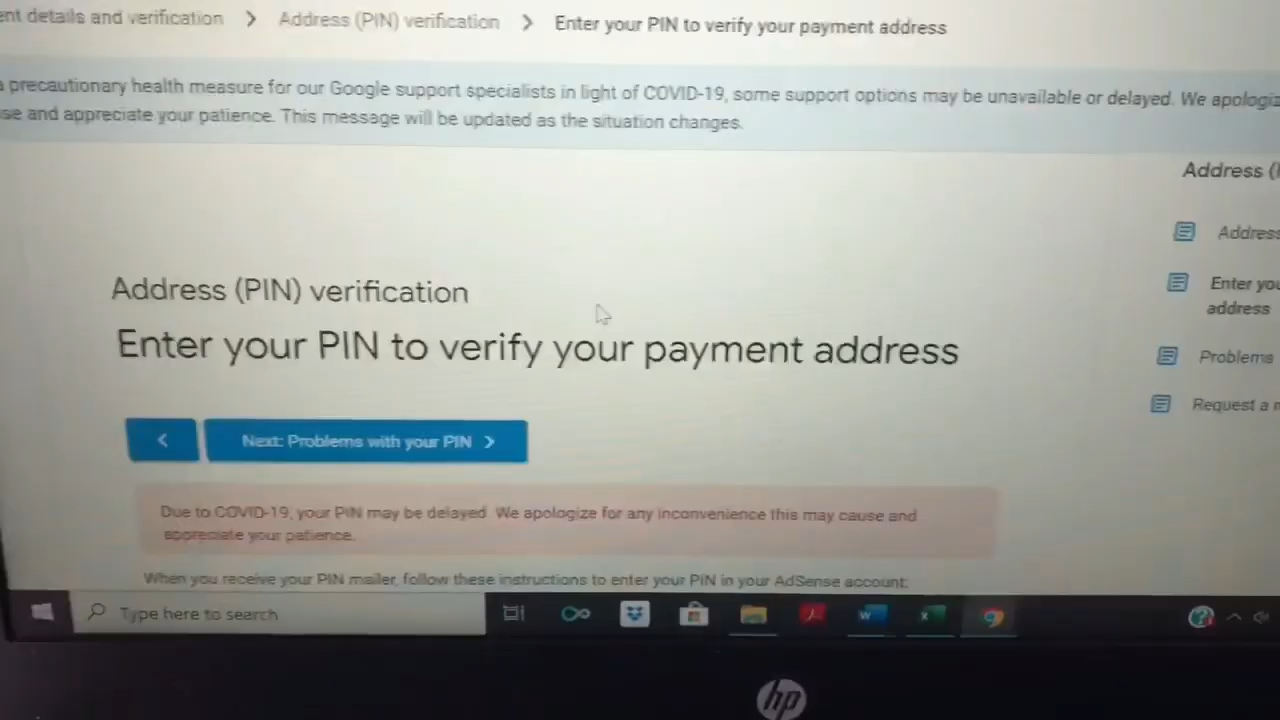 details and verification > Address (PIN) verification > Enter your PIN to verify your payment address
precautionary health measure for our Google support specialists in light of COVID-19, some support options may be unavailable or delayed. We
and appreciate your patience. This message will be updated as the situation changes.
Address
Address
Enter
address
Problems
Request a
Address (PIN) verification
Enter your PIN to verify your payment address
< Next: Problems with your PIN >
Due to COVID-19, your PIN may be delayed. We apologize for any inconvenience this may cause and
appreciate your patience.
When you receive your PIN mailer, follow these instructions to enter your PIN in your AdSense account:
Type here to search
hp